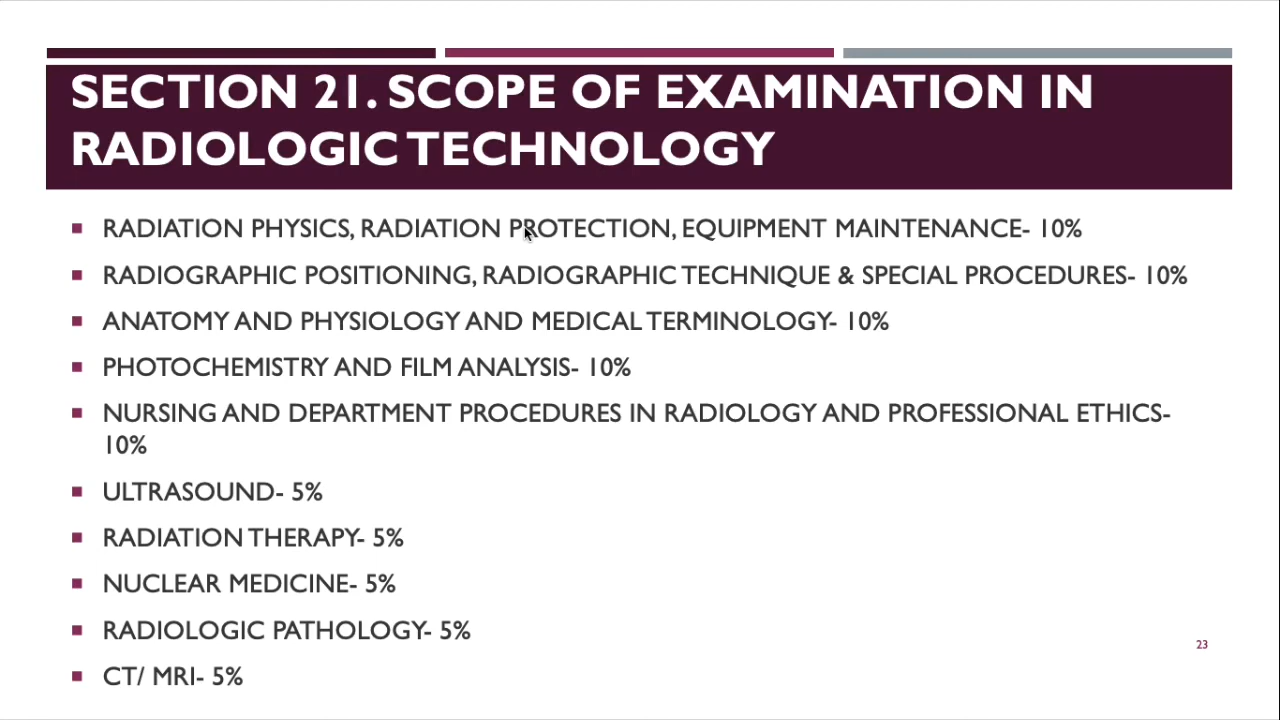 SECTION 21. SCOPE OF EXAMINATION IN
RADIOLOGIC TECHNOLOGY
RADIATION PHYSICS, RADIATION PROTECTION, EQUIPMENT MAINTENANCE- 10%
RADIOGRAPHIC POSITIONING, RADIOGRAPHIC TECHNIQUE & SPECIAL PROCEDURES- 10%
ANATOMY AND PHYSIOLOGY AND MEDICAL TERMINOLOGY- 10%
PHOTOCHEMISTRY AND FILM ANALYSIS- 10%
NURSING AND DEPARTMENT PROCEDURES IN RADIOLOGY AND PROFESSIONAL ETHICS-
10%
ULTRASOUND- 5%
RADIATION THERAPY- 5%
NUCLEAR MEDICINE- 5%
RADIOLOGIC PATHOLOGY- 5%
23
CT/ MRI- 5%